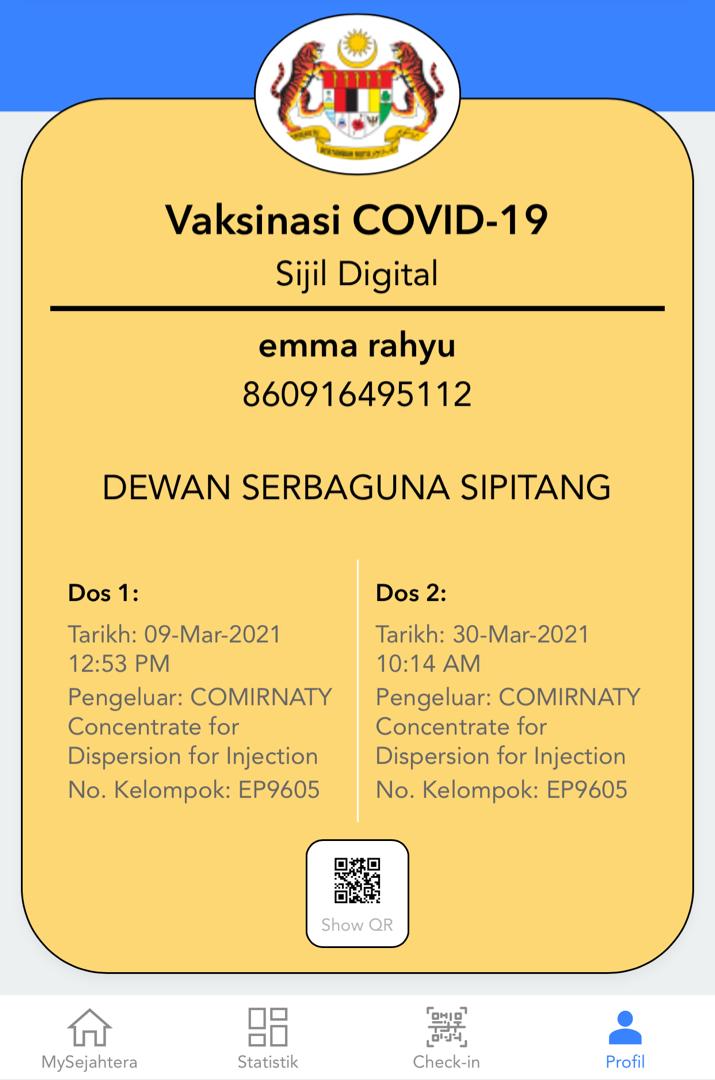 Vaksinasi COVID-19
Sijil Digital
emma rahyu
860916495112
DEWAN SERBAGUNA SIPITANG
Dos 1:
Tarikh: 09-Mar-2021
12:53 PM
Pengeluar: COMIRNATY
Concentrate for
Dispersion for Injection
No. Kelompok: EP9605
Dos 2:
Tarikh: 30-Mar-2021
10:14 AM
Pengeluar: COMIRNATY
Concentrate for
Dispersion for Injection
No. Kelompok: EP9605
Show QR
MySejahtera
Statistik
Check-in
Profil